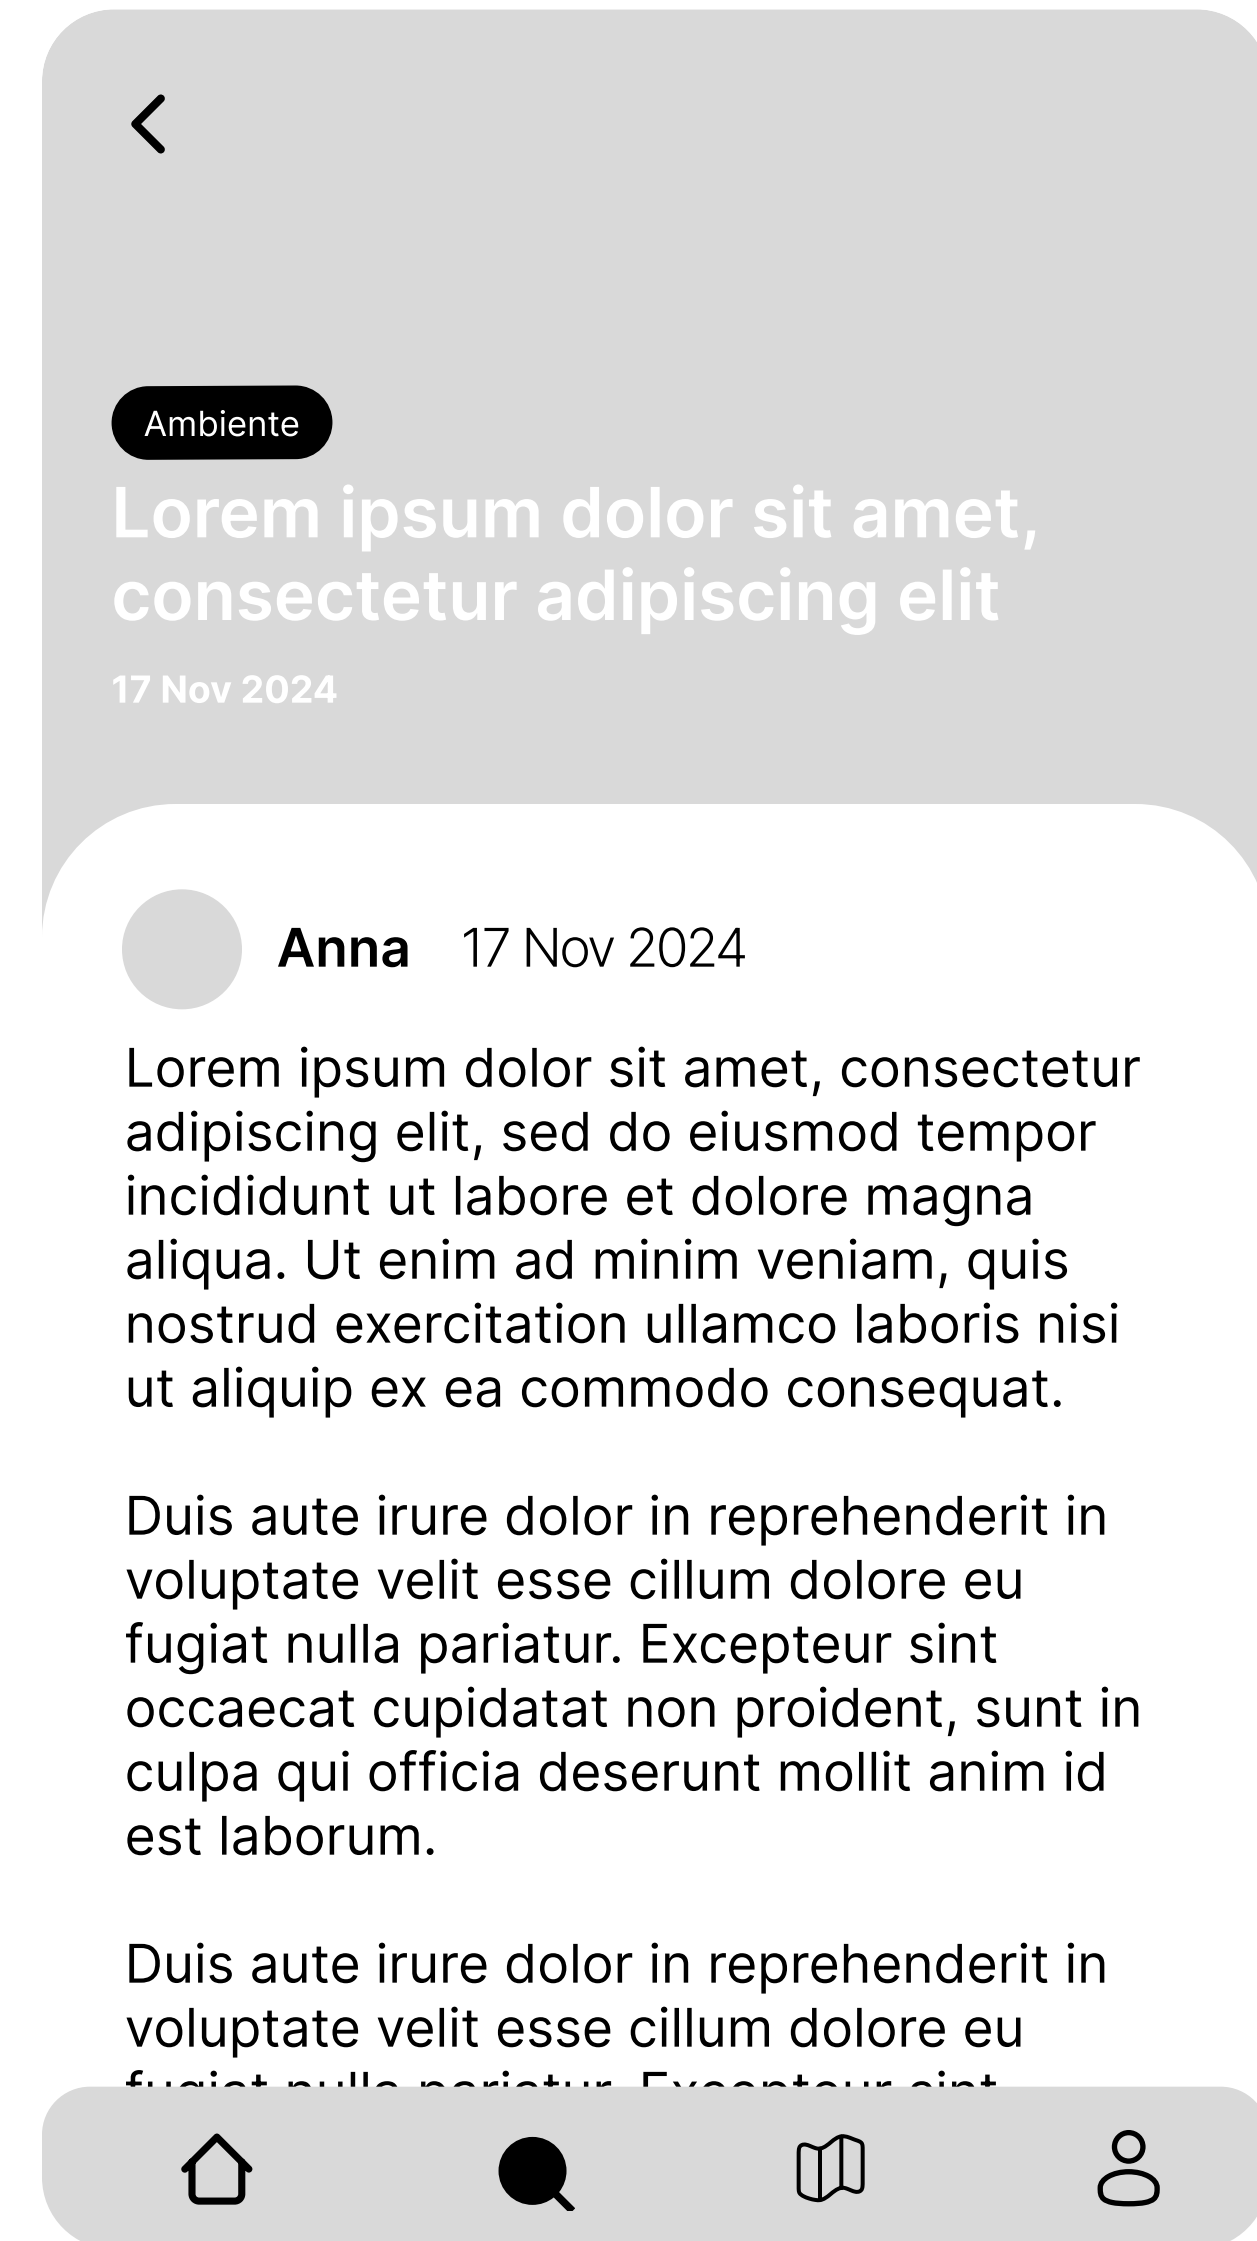 Ambiente
Lorem ipsum dolor sit amet,
consectetur adipiscing elit
17 Nov 2024
Anna 17 Nov 2024
Lorem ipsum dolor sit amet, consectetur
adipiscing elit, sed do eiusmod tempor
incididunt ut labore et dolore magna
aliqua. Ut enim ad minim veniam, quis
nostrud exercitation ullamco laboris nisi
ut aliquip ex ea commodo consequat.
Duis aute irure dolor in reprehenderit in
voluptate velit esse cillum dolore eu
fugiat nulla pariatur. Excepteur sint
occaecat cupidatat non proident, sunt in
culpa qui officia deserunt mollit anim id
est laborum.
Duis aute irure dolor in reprehenderit in
voluptate velit esse cillum dolore eu
fugiat nulla pariatur. Excepteur sint